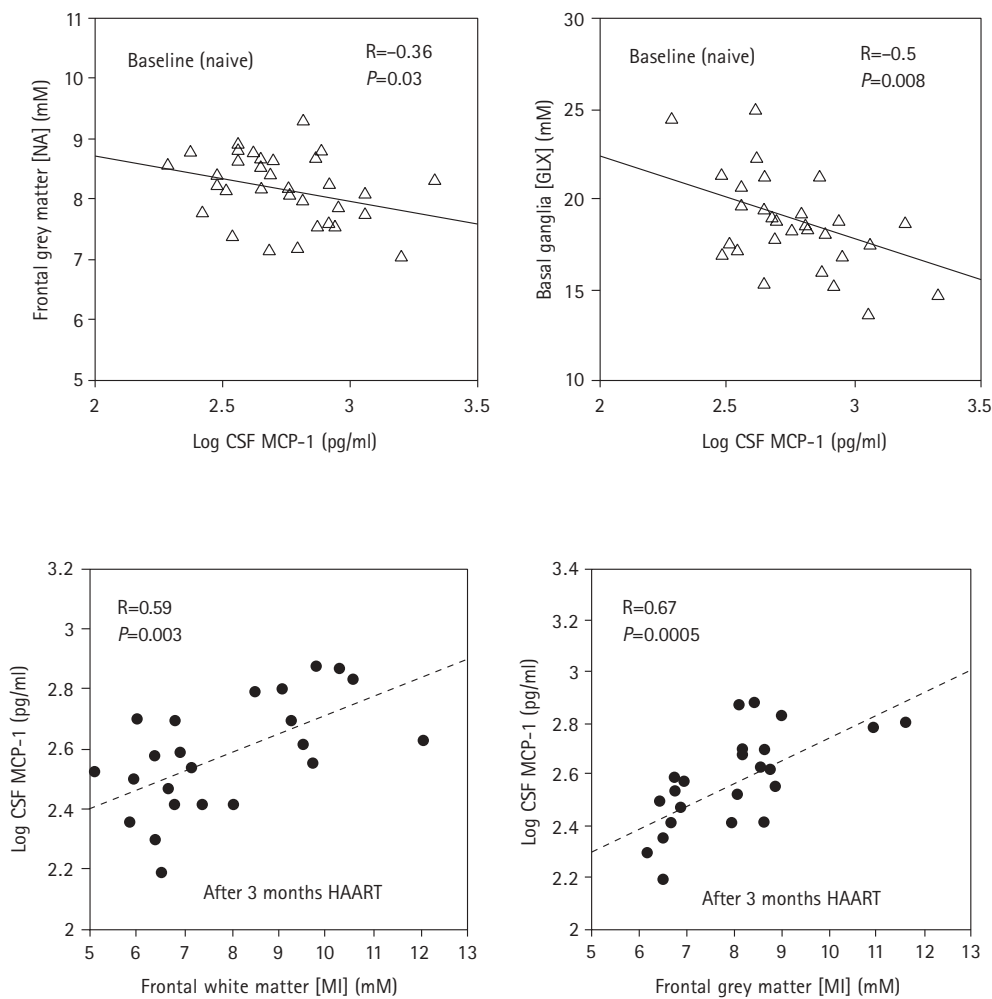 11
10
9
8
7
6
5
Frontal grey matter [NA] (mM)
Baseline (naive)
R=–0.36
P=0.03
2
2.5
3
3.5
Log CSF MCP-1 (pg/ml)
30
25
20
15
10
Basal ganglia [GLX] (mM)
Baseline (naive)
R=–0.5
P=0.008
2
2.5
3
3.5
Log CSF MCP-1 (pg/ml)
3.2
3
2.8
2.6
2.4
2.2
2
Log CSF MCP-1 (pg/ml)
R=0.59
P=0.003
After 3 months HAART
5
6
7
8
9
10
11
12
13
Frontal white matter [MI] (mM)
3.4
3.2
3
2.8
2.6
2.4
2.2
2
Log CSF MCP-1 (pg/ml)
R=0.67
P=0.0005
After 3 months HAART
5
6
7
8
9
10
11
12
13
Frontal grey matter [MI] (mM)